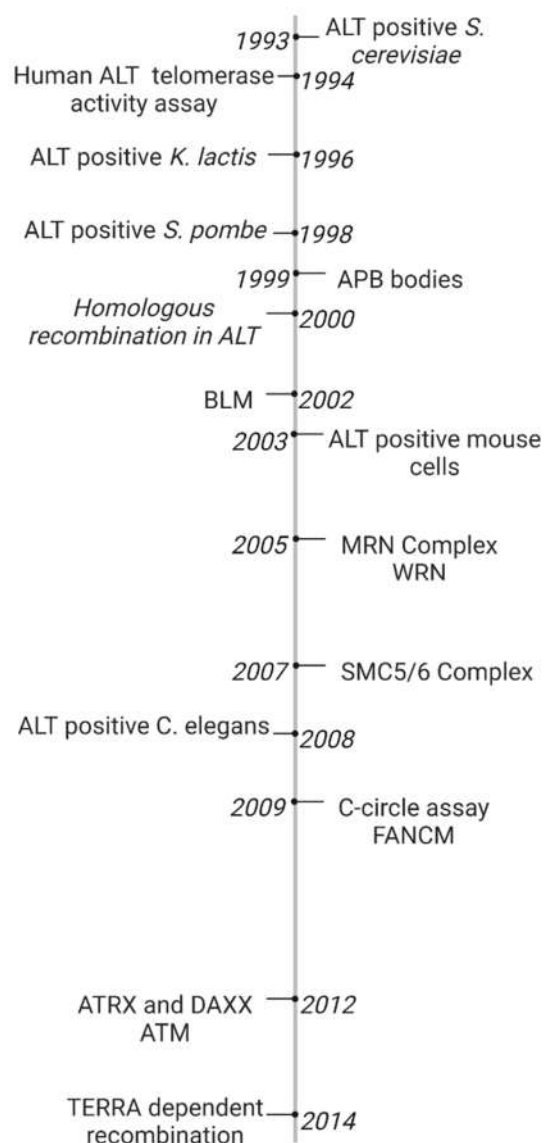 1993
ALT positive S.
cerevisiae
Human ALT telomerase
activity assay
1994
ALT positive K. lactis
1996
ALT positive S. pombe
1998
1999
APB bodies
Homologous
recombination in ALT
2000
BLM
2002
2003
ALT positive mouse
cells
2005
MRN Complex
WRN
2007
SMC5/6 Complex
ALT positive C. elegans
2008
2009
C-circle assay
FANCM
ATRX and DAXX
ATM
2012
TERRA dependent
recombination
2014